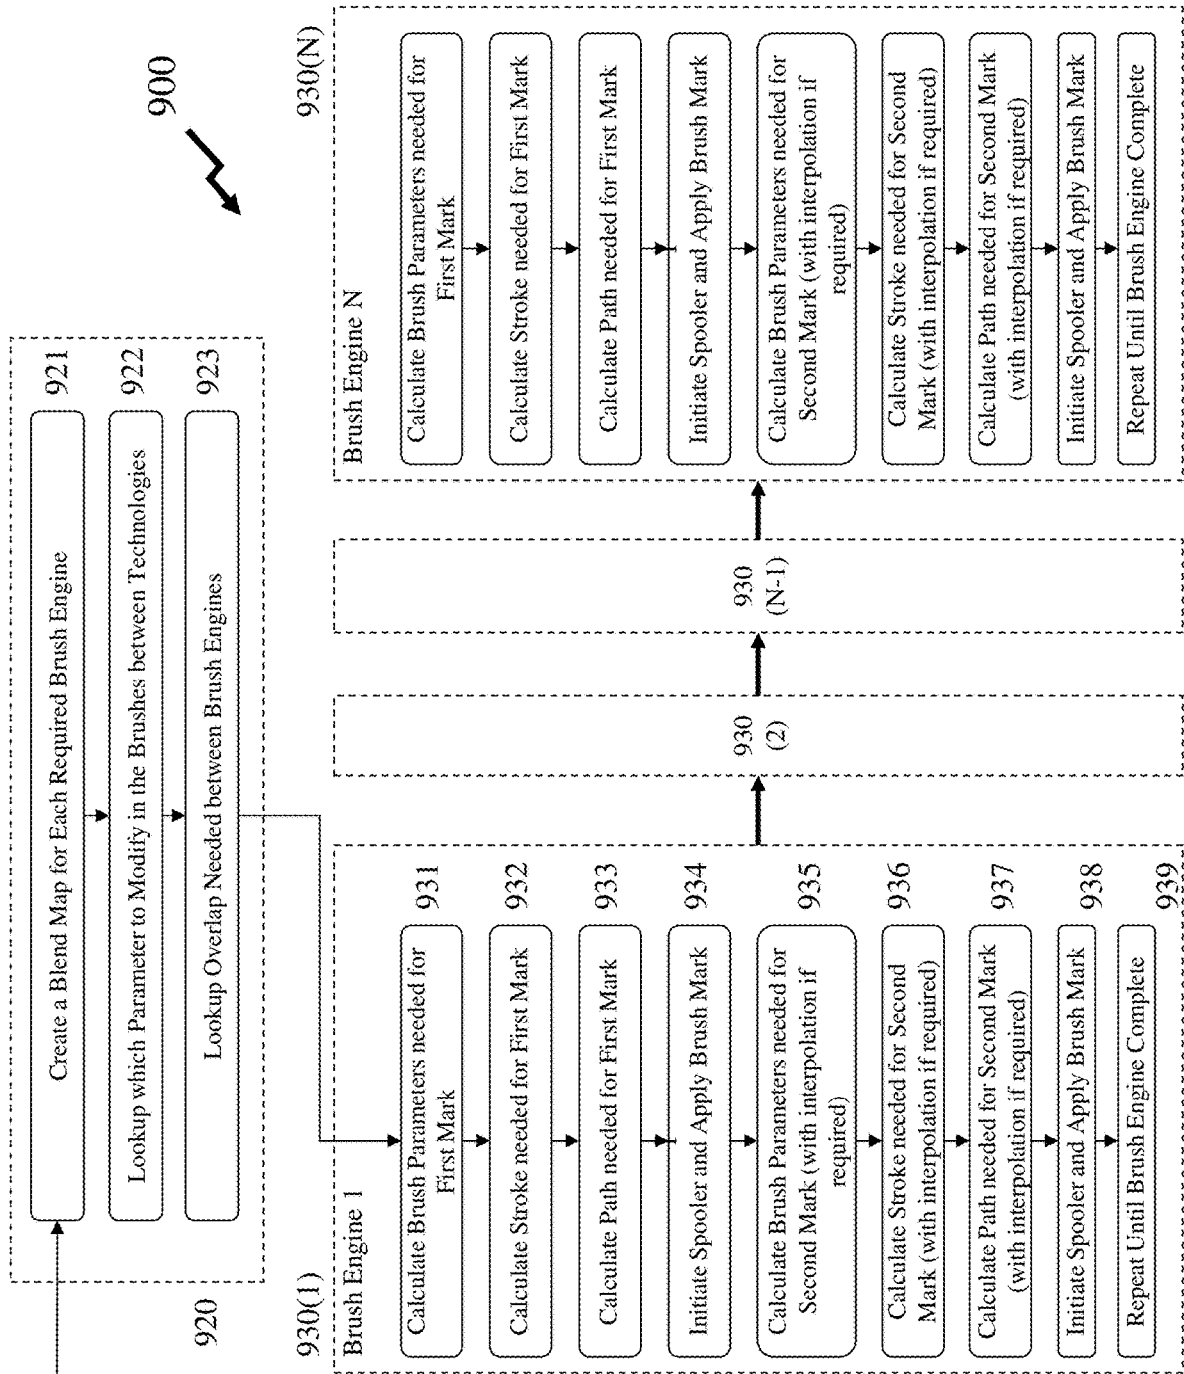 900
920
Create a Blend Map for Each Required Brush Engine
921
Lookup which Parameter to Modify in the Brushes between Technologies
922
Lookup Overlap Needed between Brush Engines
923
930(1)
Brush Engine 1
Calculate Brush Parameters needed for
First Mark
931
Calculate Stroke needed for First Mark
932
Calculate Path needed for First Mark
933
Initiate Spooler and Apply Brush Mark
934
Calculate Brush Parameters needed for
Second Mark (with interpolation if
required)
935
Calculate Stroke needed for Second
Mark (with interpolation if required)
936
Calculate Path needed for Second Mark
(with interpolation if required)
937
Initiate Spooler and Apply Brush Mark
938
Repeat Until Brush Engine Complete
939
930
(2)
930
(N-1)
930(N)
Brush Engine N
Calculate Brush Parameters needed for
First Mark
Calculate Stroke needed for First Mark
Calculate Path needed for First Mark
Initiate Spooler and Apply Brush Mark
Calculate Brush Parameters needed for
Second Mark (with interpolation if
required)
Calculate Stroke needed for Second
Mark (with interpolation if required)
Calculate Path needed for Second Mark
(with interpolation if required)
Initiate Spooler and Apply Brush Mark
Repeat Until Brush Engine Complete